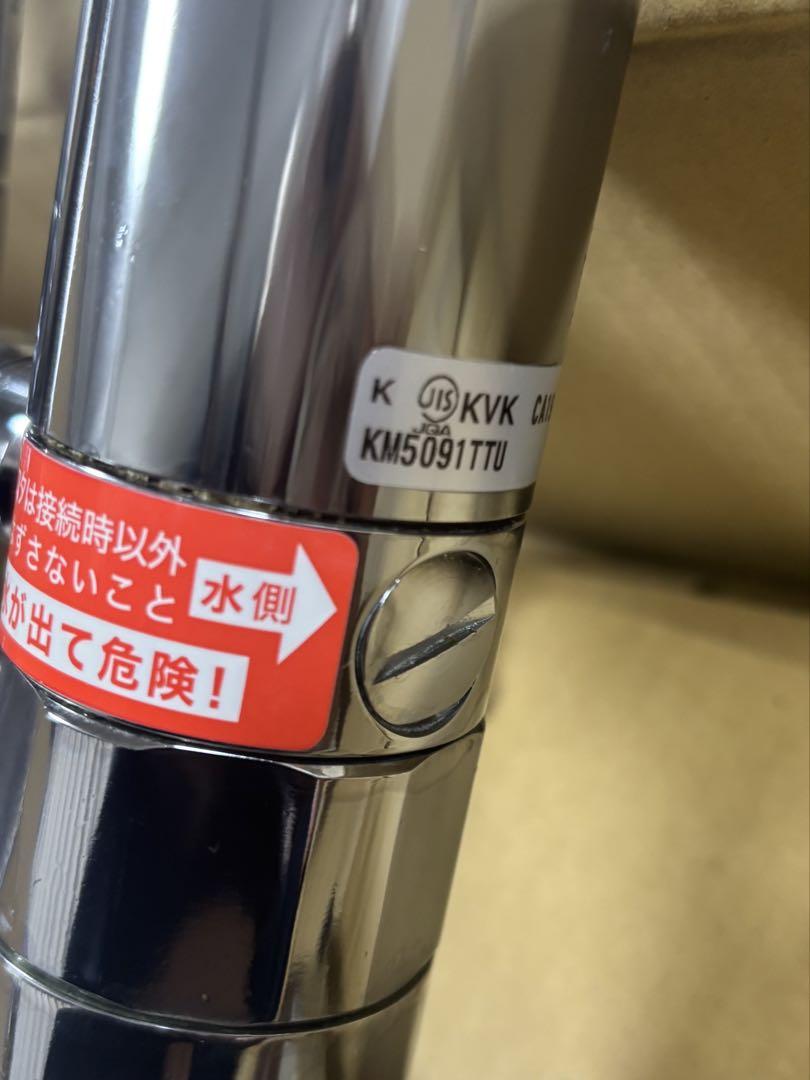 K JIS KVK
JQA
KM5091TTU
は接続時以外
ずさないこと
水側
が出て危険!